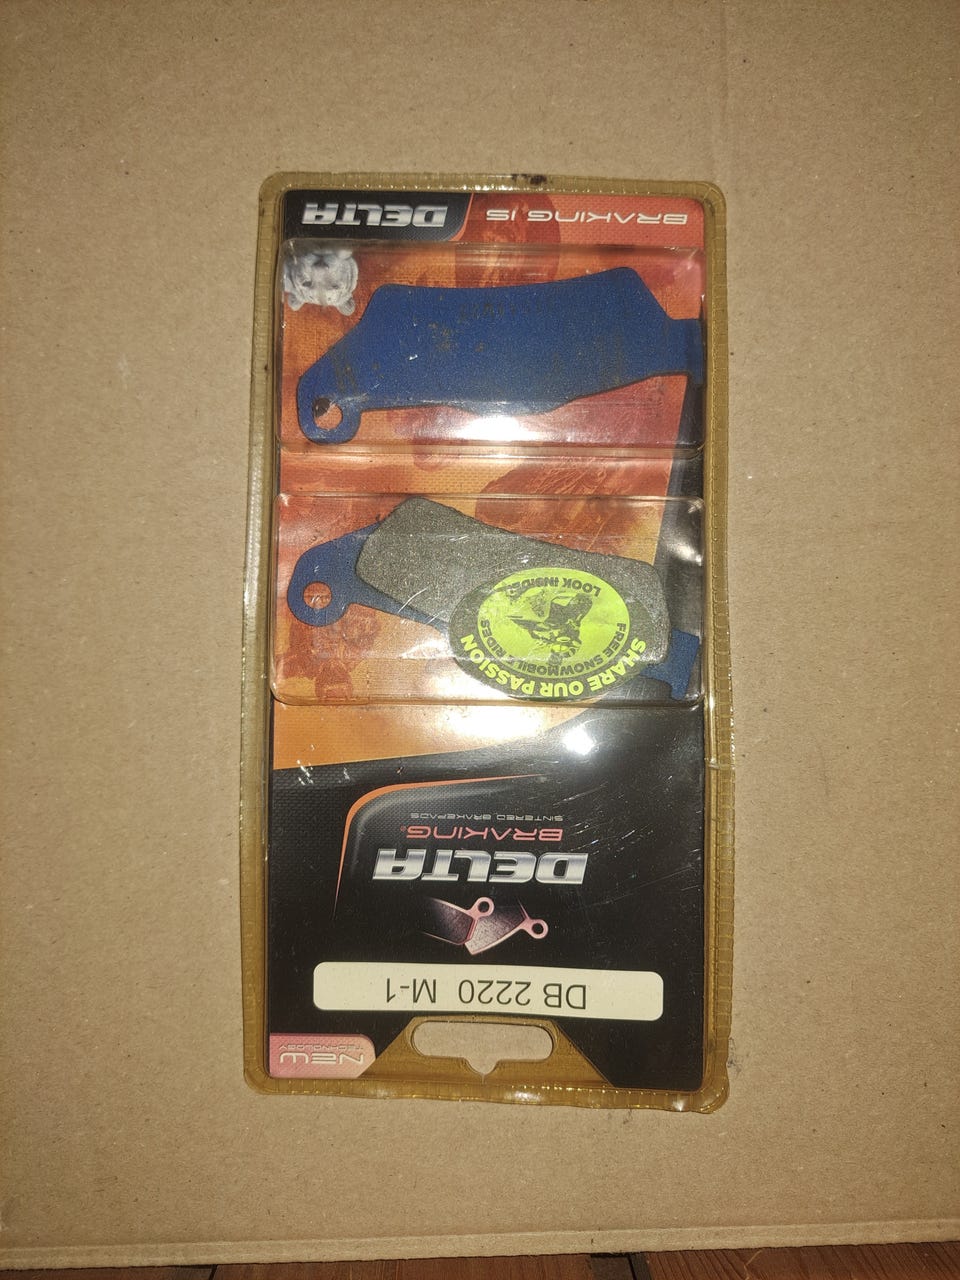 NEW
TECHNOLOGY
DB 2220 M-1
DELTA
BRAKING®
SINTERED BRAKEPADS
SHARE OUR PASSION
FREE SNOWMOBILE RIDES
LOOK INSIDE!
BRAKING IS DELTA